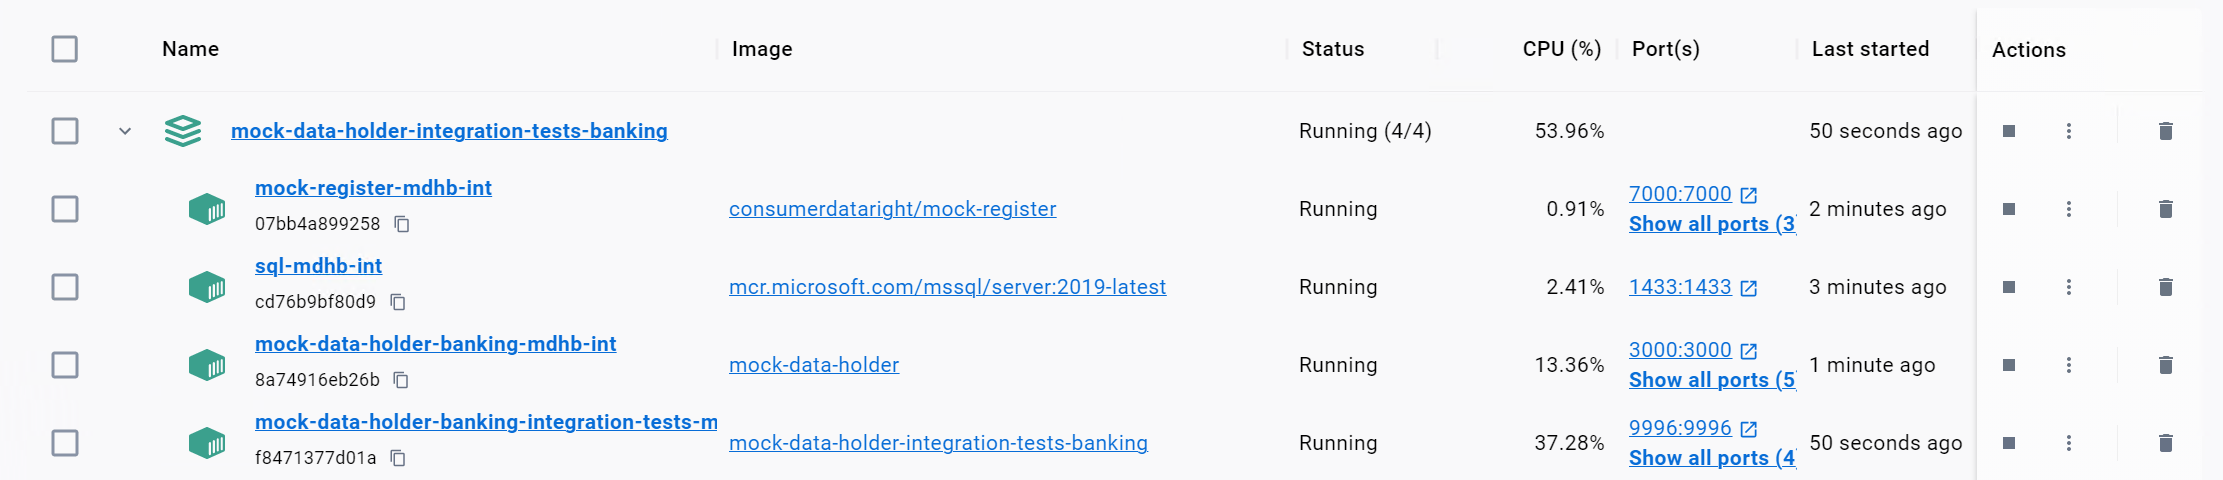 Name Image Status CPU (%) Port(s) Last started Actions
mock-data-holder-integration-tests-banking Running (4/4) 53.96% 50 seconds ago
mock-register-mdhb-int
07bb4a899258
consumerdataright/mock-register Running 0.91%
7000:7000
Show all ports (3
2 minutes ago
sql-mdhb-int
cd76b9bf80d9
mcr.microsoft.com/mssql/server:2019-latest Running 2.41% 1433:1433 3 minutes ago
mock-data-holder-banking-mdhb-int
8a74916eb26b
mock-data-holder Running 13.36%
3000:3000
Show all ports (5
1 minute ago
mock-data-holder-banking-integration-tests-m
f8471377d01a
mock-data-holder-integration-tests-banking Running 37.28%
9996:9996
Show all ports (4
50 seconds ago